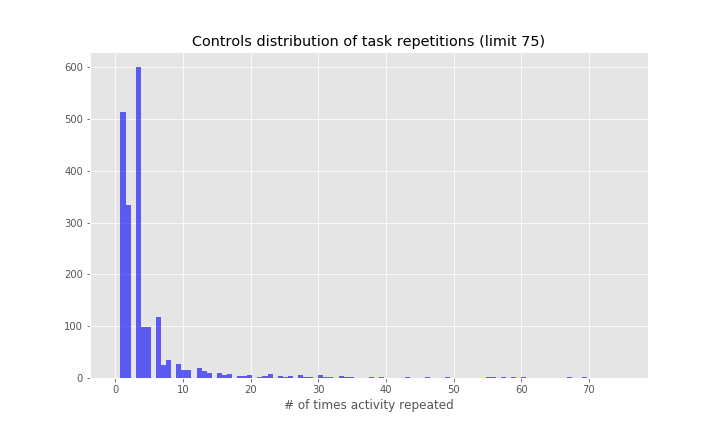 Controls distribution of task repetitions (limit 75)
600
500
400
300
200
100
0
0 10 20 30 40 50 60 70
# of times activity repeated